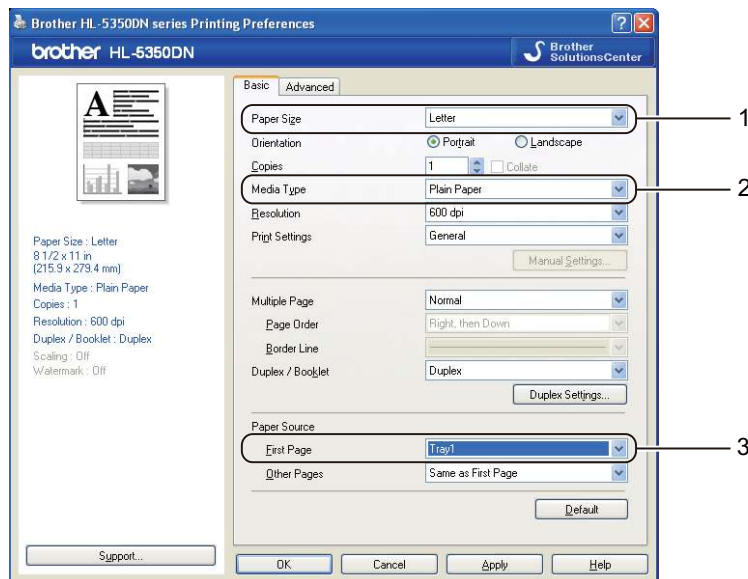 Brother HL-5350DN series Printing Preferences
brother HL-5350DN
Brother
SolutionsCenter
A
Paper Size : Letter
8 1/2 x 11 in
(215.9 x 279.4 mm)
Media Type : Plain Paper
Copies : 1
Resolution : 600 dpi
Duplex / Booklet : Duplex
Scaling : Off
Watermark : Off
Support...
Basic Advanced
Paper Size Letter 1
Orientation Portrait Landscape
Copies 1 Collate
Media Type Plain Paper 2
Resolution 600 dpi
Print Settings General
Manual Settings...
Multiple Page Normal
Page Order Right, then Down
Border Line
Duplex / Booklet Duplex
Duplex Settings...
Paper Source
First Page Tray1 3
Other Pages Same as First Page
Default
OK Cancel Apply Help